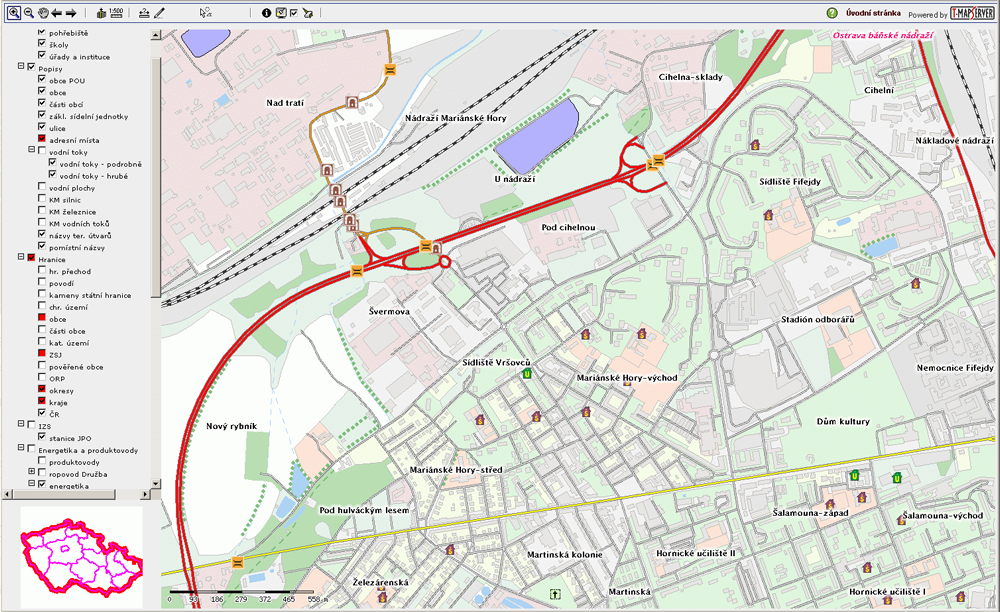 1:500
Úvodní stránka
Powered by T-MAPSERVER
pohřebiště
školy
úřady a instituce
Popisy
obce POU
obce
části obcí
zákl. sídelní jednotky
ulice
adresní místa
vodní toky
vodní toky - podrobně
vodní toky - hrubé
vodní plochy
KM silnic
KM železnice
KM vodních toků
názvy ter. útvarů
pomístní názvy
Hranice
hr. přechod
povodí
kameny státní hranice
chr. území
obce
části obce
kat. území
ZSJ
pověřené obce
ORP
okresy
kraje
ČR
IZS
stanice JPO
Energetika a produktovody
produktovody
ropovod Družba
energetika
Ostrava báňské nádraží
Cihelna-sklady
Cihelní
Nad tratí
Nádraží Mariánské Hory
Nákladové nádraží
U nádraží
Sídliště Fifejdy
Pod cihelnou
Švermova
Stadión odborářů
Sídliště Vršovců
Nemocnice Fifejdy
Mariánské Hory-východ
Nový rybník
Dům kultury
Mariánské Hory-střed
Pod hulváckým lesem
Šalamouna-západ
Šalamouna-východ
Martinská kolonie
Hornické učiliště II
Železárenská
Martinská
Hornické učiliště I
0 93 186 279 372 465 558 m